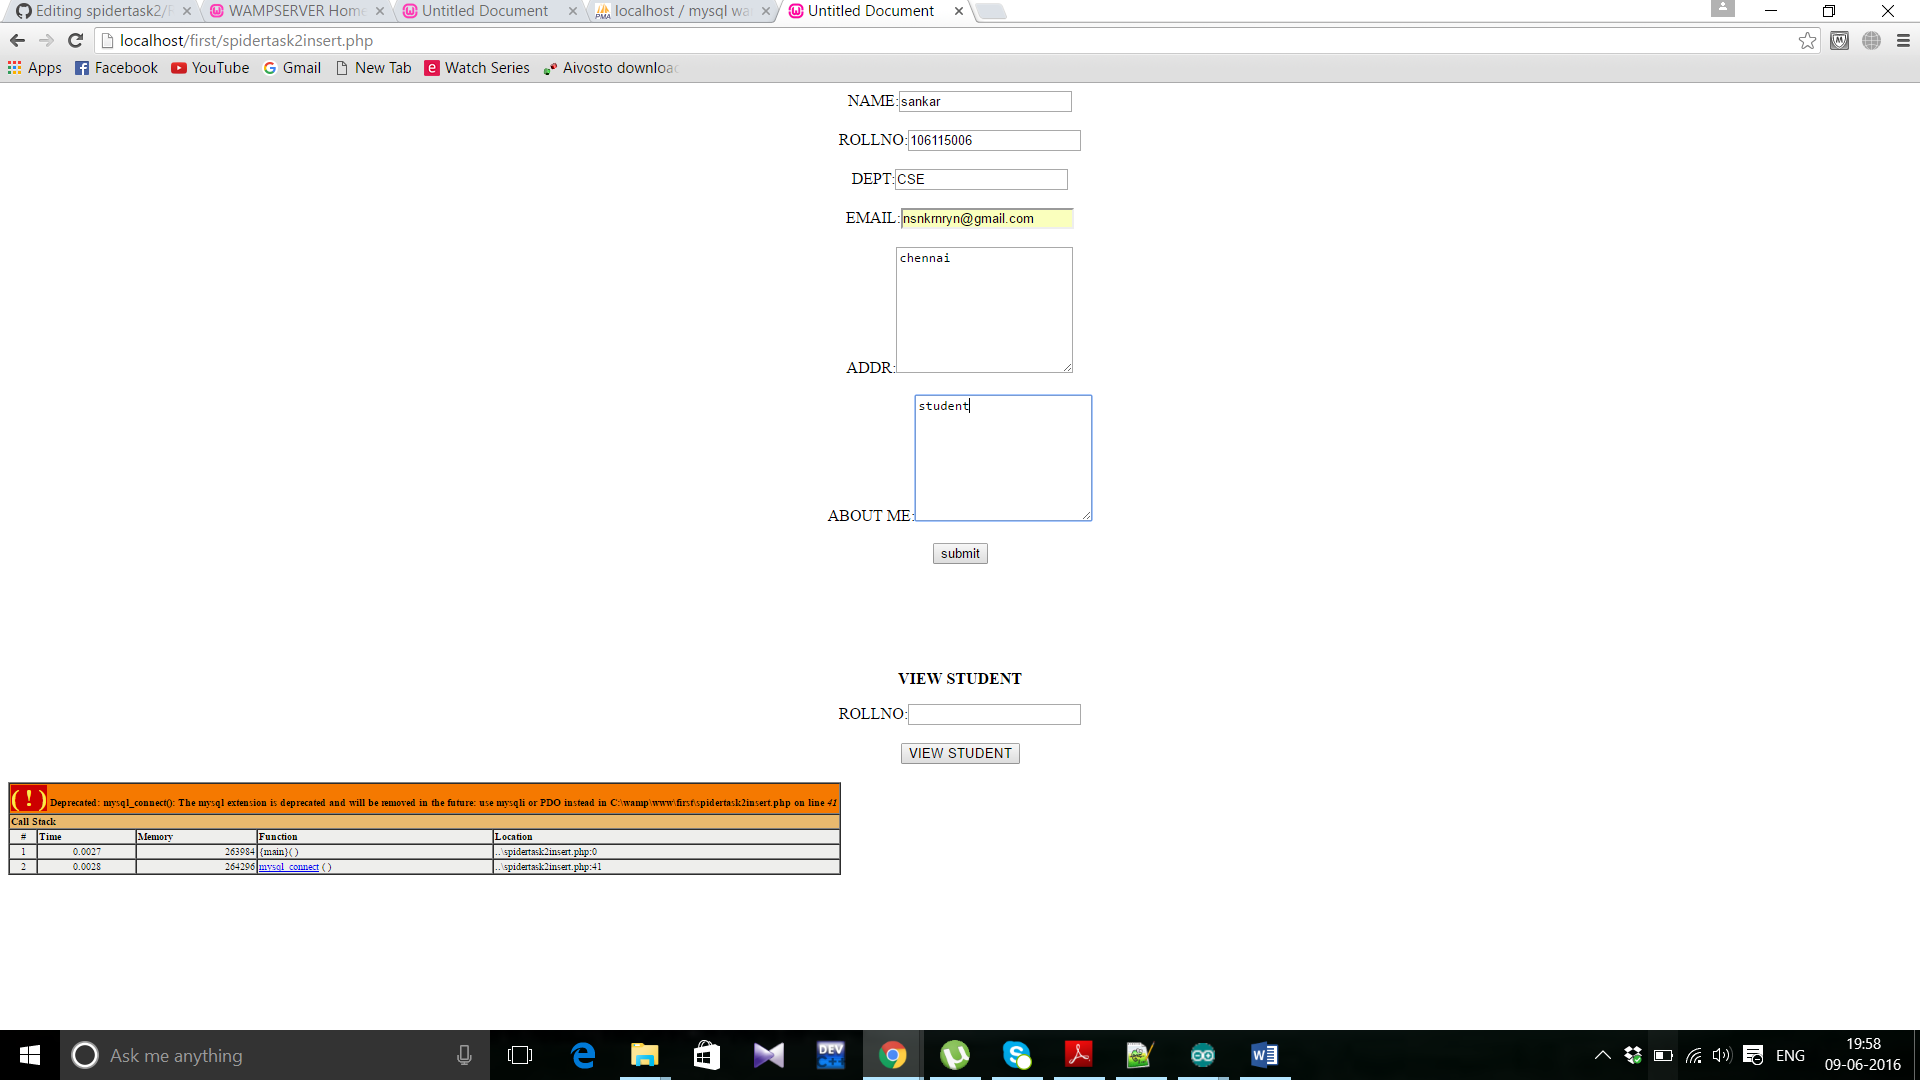 Editing spidertask2/
WAMPSERVER Home
Untitled Document
localhost / mysql wa
Untitled Document
localhost/first/spidertask2insert.php
Apps Facebook YouTube Gmail New Tab Watch Series Aivosto downloa
NAME: sankar
ROLLNO: 106115006
DEPT: CSE
EMAIL: nsnkrnryn@gmail.com
chennai
ADDR:
student
ABOUT ME:
submit
VIEW STUDENT
ROLLNO:
VIEW STUDENT
( ! ) Deprecated: mysql_connect(): The mysql extension is deprecated and will be removed in the future: use mysqli or PDO instead in C:\wamp\www\first\spidertask2insert.php on line 41
Call Stack
# Time Memory Function Location
1 0.0027 263984 {main}( ) ..\spidertask2insert.php:0
2 0.0028 264296 mysql_connect ( ) ..\spidertask2insert.php:41
Ask me anything
DEV
C++
ENG
19:58
09-06-2016